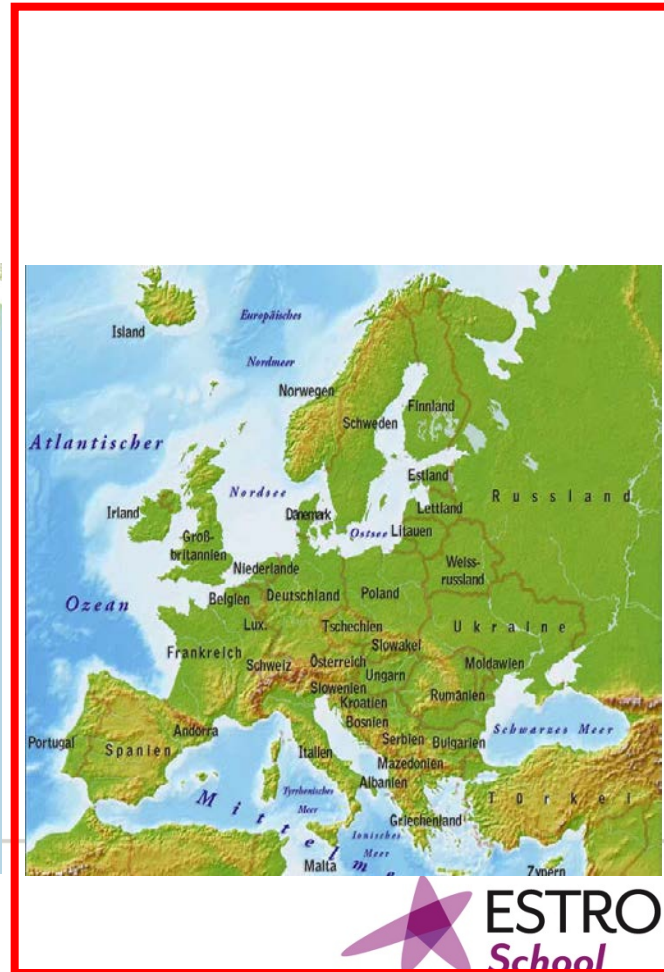 Island
Europäisches
Nordmeer
Norwegen
Finnland
Schweden
Atlantischer
Estland
Nordsee
Russland
Lettland
Irland
Dänemark
Ostsee
Litauen
Groß-
britannien
Weiss-
russland
Niederlande
Belgien
Deutschland
Poland
Ozean
Lux.
Tschechien
Ukraine
Slowakei
Frankreich
Schweiz
Österreich
Moldawien
Ungarn
Slowenien
Rumänien
Kroatien
Bosnien
Andorra
Schwarzes Meer
Portugal
Spanien
Italien
Serbien
Bulgarien
Mazedonien
Albanien
Tyrrhenisches
Meer
Türkei
Griechenland
Mittelme
Ionisches
Meer
Malta
Zypern
ESTRO
School